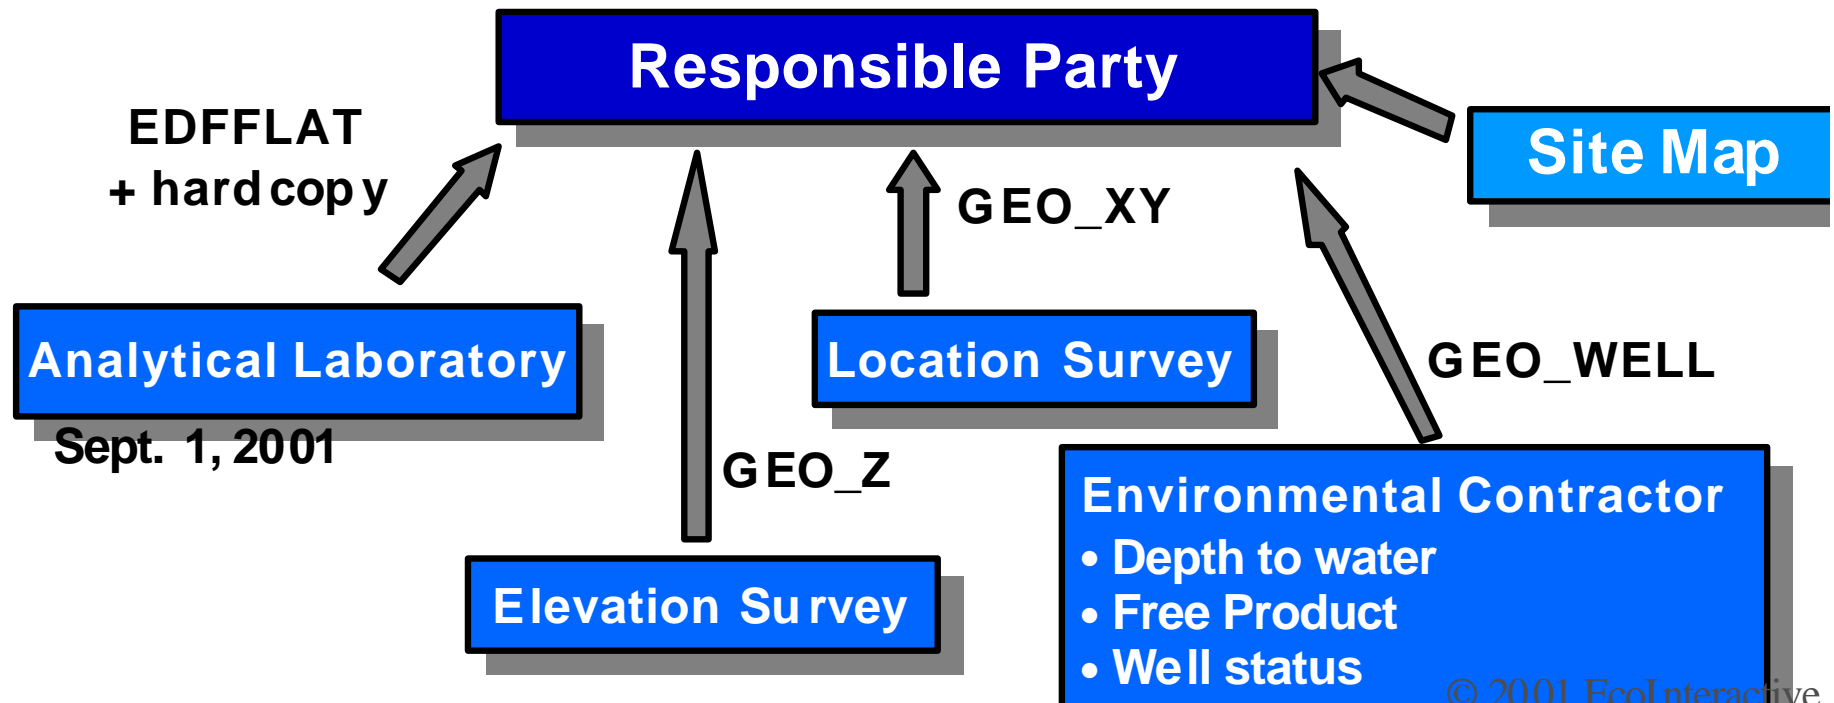 Responsible Party
EDFFLAT
+ hardcopy
Site Map
GEO_XY
Analytical Laboratory
Location Survey
GEO_WELL
Sept. 1, 2001
GEO_Z
Environmental Contractor
• Depth to water
Elevation Survey
• Free Product
• Well status
© 2001 EcoInteractive